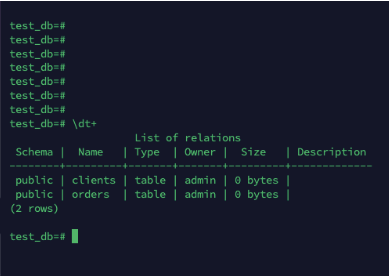 test_db=#
test_db=#
test_db=#
test_db=#
test_db=#
test_db=#
test_db=#
test_db=# \dt+
List of relations
Schema | Name | Type | Owner | Size | Description
--------+---------+-------+-------+---------+-------------
public | clients | table | admin | 0 bytes |
public | orders | table | admin | 0 bytes |
(2 rows)
test_db=#